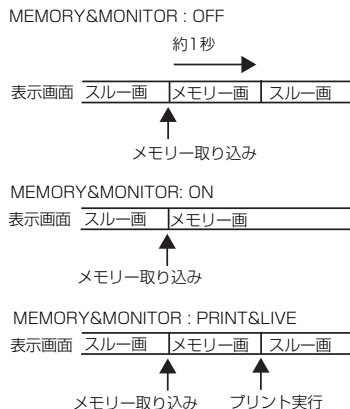 MEMORY&MONITOR : OFF
約1秒
表示画面 スルー画 メモリー画 スルー画
メモリー取り込み
MEMORY&MONITOR: ON
表示画面 スルー画 メモリー画
メモリー取り込み
MEMORY&MONITOR : PRINT&LIVE
表示画面 スルー画 メモリー画 スルー画
メモリー取り込み プリント実行